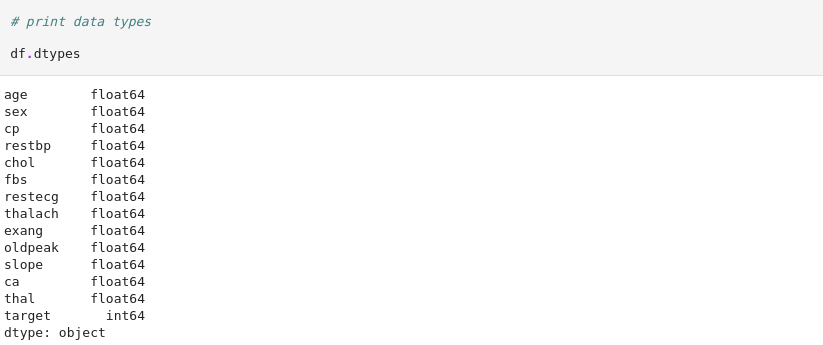 # print data types
df.dtypes
age        float64
sex        float64
cp         float64
restbp     float64
chol       float64
fbs        float64
restecg    float64
thalach    float64
exang      float64
oldpeak    float64
slope      float64
ca         float64
thal       float64
target       int64
dtype: object